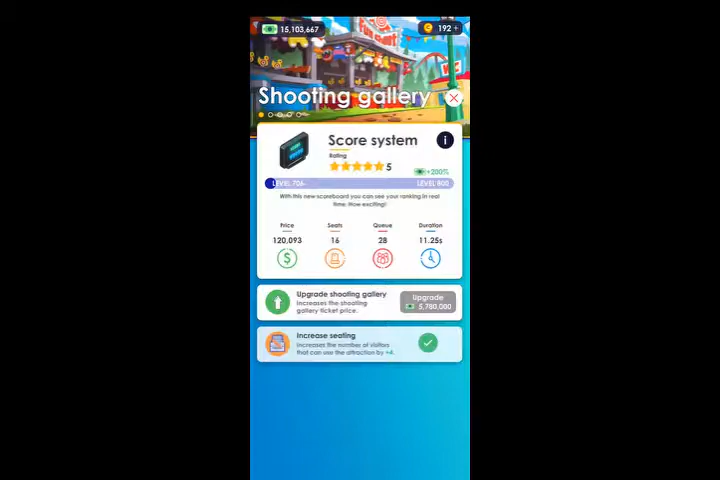 15,103,667
192 +
Shooting gallery
Score system
i
Rating
5
+200%
LEVEL 706
LEVEL 800
With this new scoreboard you can see your ranking in real
time. How exciting!
Price
Seats
Queue
Duration
120,093
16
28
11.25s
Upgrade shooting gallery
Increases the shooting
gallery ticket price.
Upgrade
5,780,000
Increase seating
Increases the number of visitors
that can use the attraction by +4.